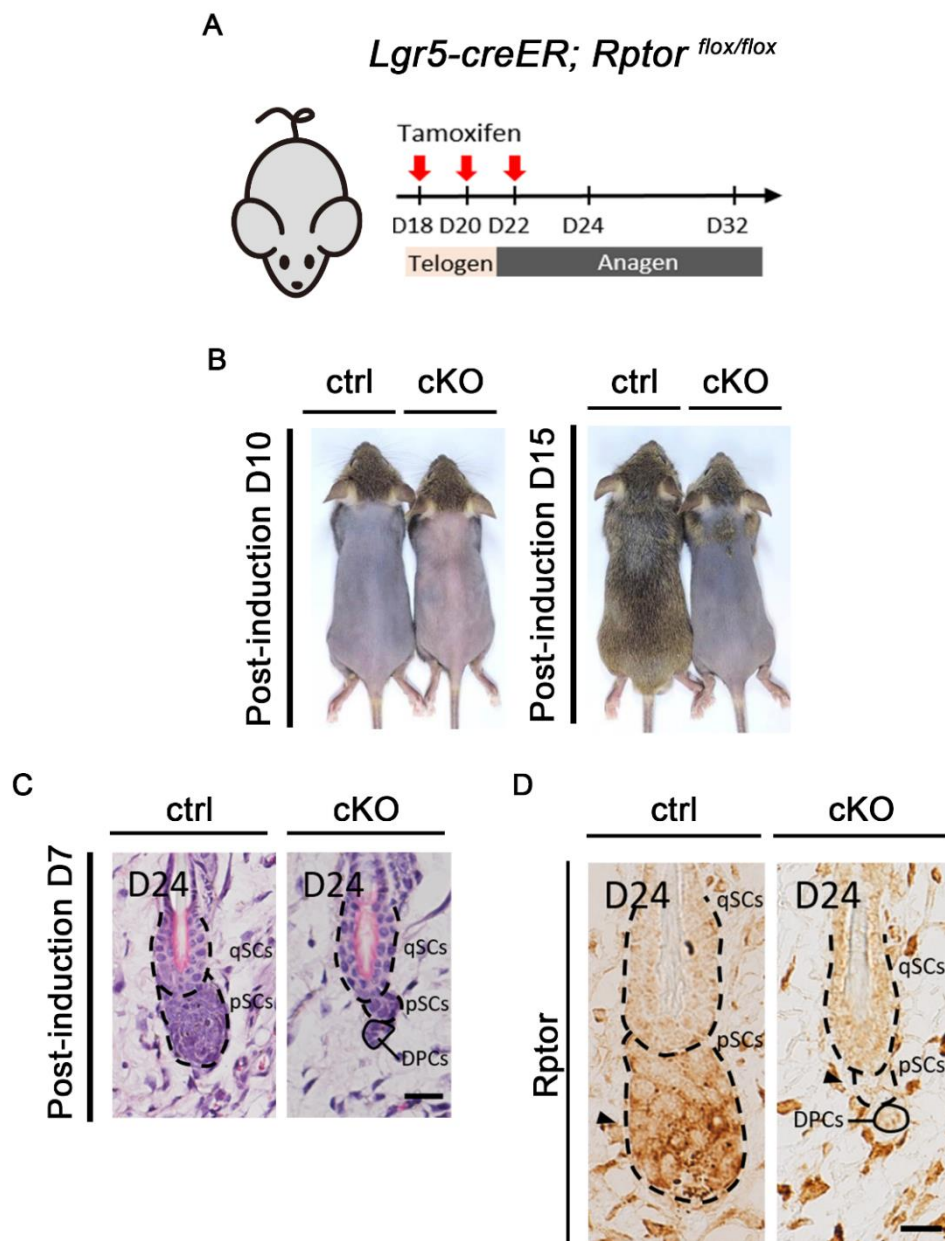 A
Lgr5-creER; Rptor flox/flox
Tamoxifen
D18 D20 D22 D24 D32
Telogen Anagen
B
ctrl cKO ctrl cKO
Post-induction D10
Post-induction D15
C
ctrl cKO
Post-induction D7
D24 D24
qSCs qSCs
pSCs pSCs
DPCs
D
ctrl cKO
Rptor
D24 D24
qSCs qSCs
pSCs pSCs
DPCs